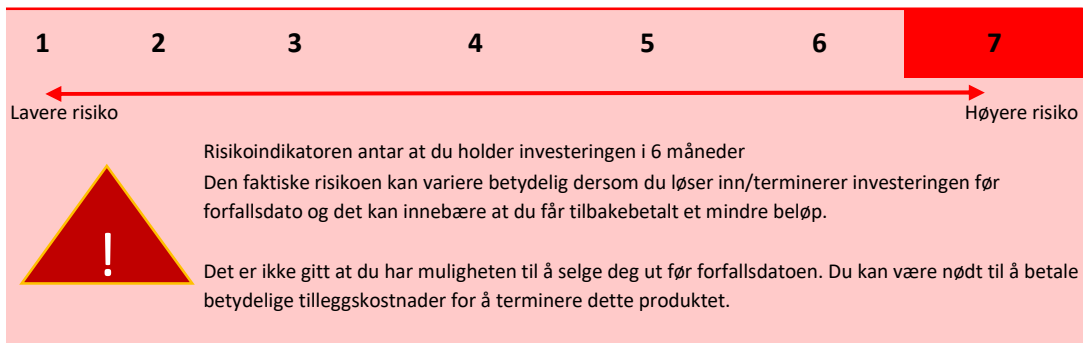 1 2 3 4 5 6 7
Lavere risiko Høyere risiko
Risikoindikatoren antar at du holder investeringen i 6 måneder
Den faktiske risikoen kan variere betydelig dersom du løser inn/terminerer investeringen før
forfallsdato og det kan innebære at du får tilbakebetalt et mindre beløp.
!
Det er ikke gitt at du har muligheten til å selge deg ut før forfallsdatoen. Du kan være nødt til å betale
betydelige tilleggskostnader for å terminere dette produktet.